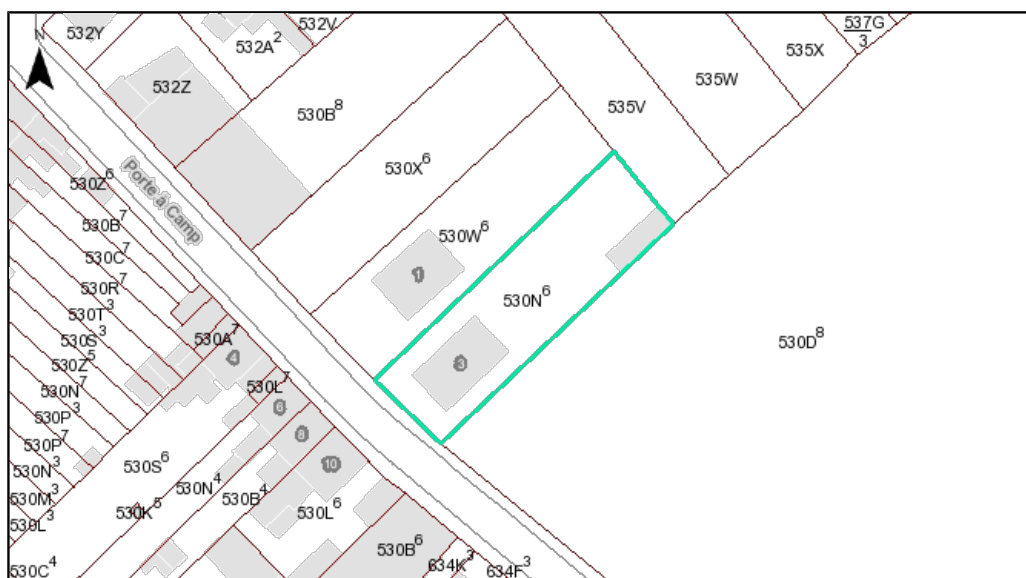 N
532Y
532A²
532V
537G
3
535X
535W
535V
532Z
530B⁸
530X⁶
530Z⁶
Porte à Camp
530B⁷
530W⁶
530C⁷
1
530R⁷
530N⁶
530T³
530S³
530A⁷
530D⁸
530Z⁵
4
3
530N⁷
530L⁷
530P³
6
530P⁷
8
530S⁶
10
530N³
530N⁴
530M³
530B⁴
530K⁵
530L⁶
530L³
530B⁶
530C⁴
634K³
634F³